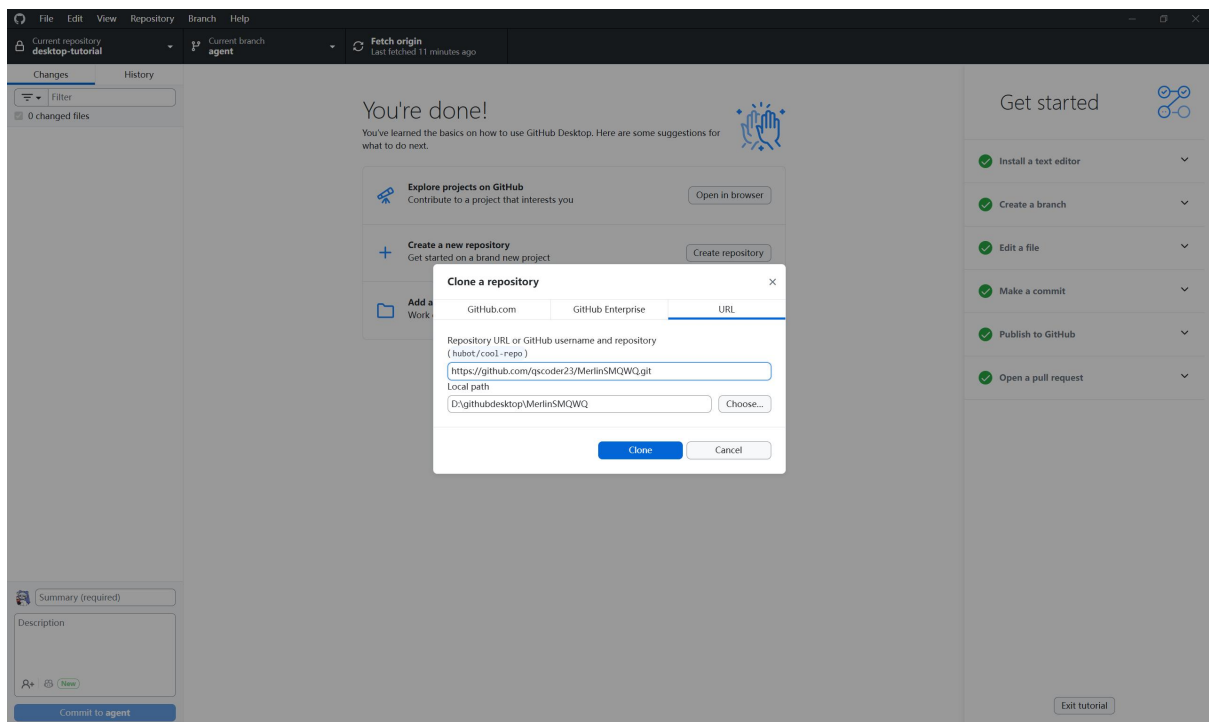 File Edit View Repository Branch Help
Current repository
desktop-tutorial
Current branch
agent
Fetch origin
Last fetched 11 minutes ago
Changes History
Filter
0 changed files
You're done!
You've learned the basics on how to use GitHub Desktop. Here are some suggestions for
what to do next.
Explore projects on GitHub
Contribute to a project that interests you
Open in browser
Create a new repository
Get started on a brand new project
Create repository
Add a
Work
Clone a repository
GitHub.com GitHub Enterprise URL
Repository URL or GitHub username and repository
(hubot/cool-repo)
https://github.com/qscoder23/MerlinSMQWQ.git
Local path
D:\githubdesktop\MerlinSMQWQ
Choose...
Clone Cancel
Get started
Install a text editor
Create a branch
Edit a file
Make a commit
Publish to GitHub
Open a pull request
Exit tutorial
Summary (required)
Description
New
Commit to agent